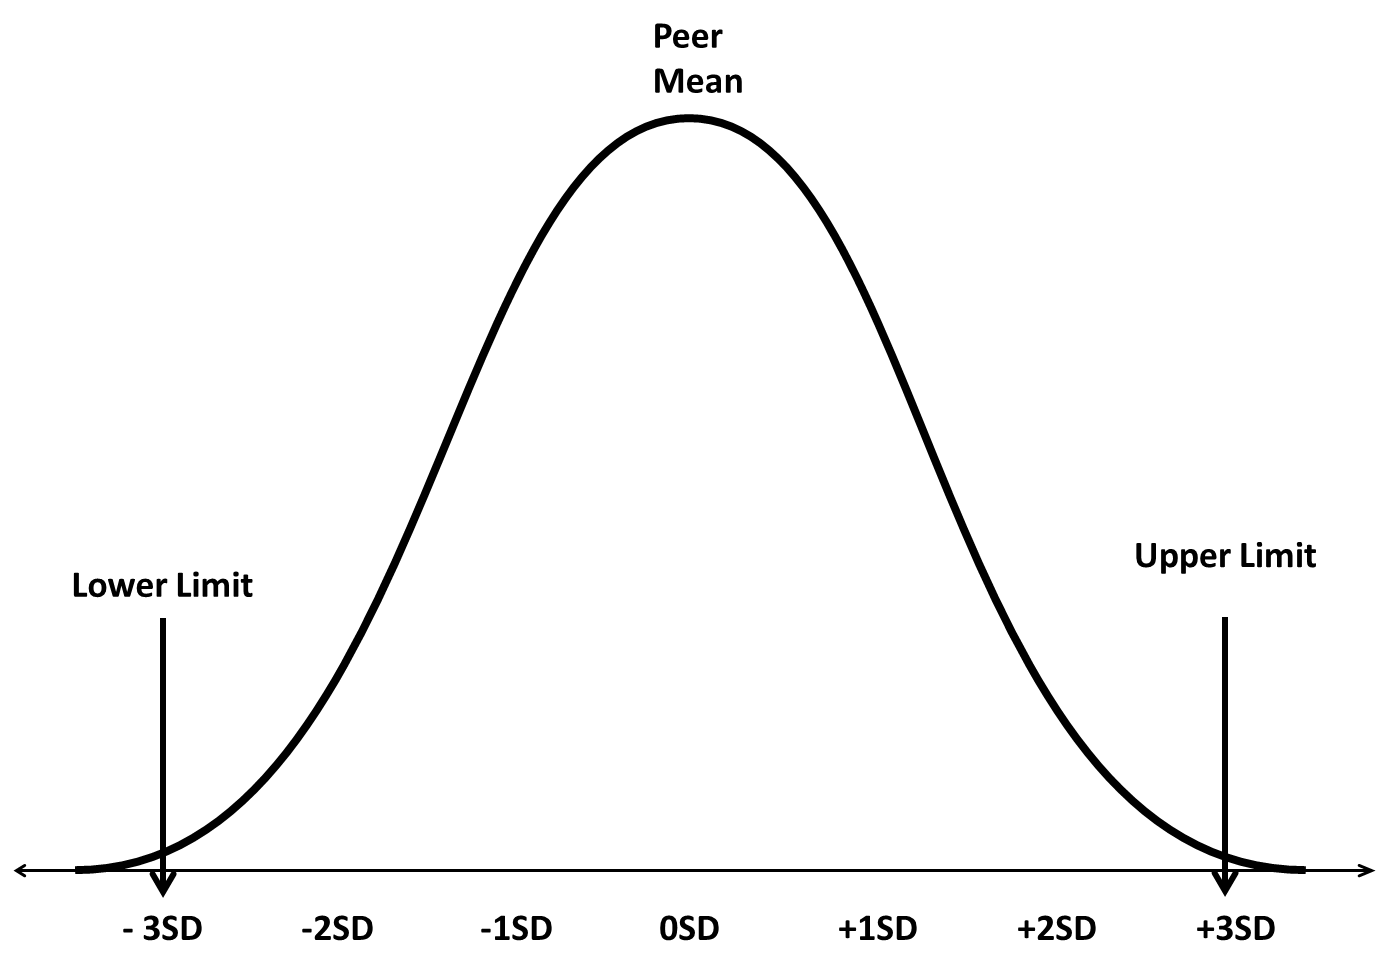 Peer
Mean
Upper Limit
Lower Limit
- 3SD -2SD -1SD 0SD +1SD +2SD +3SD